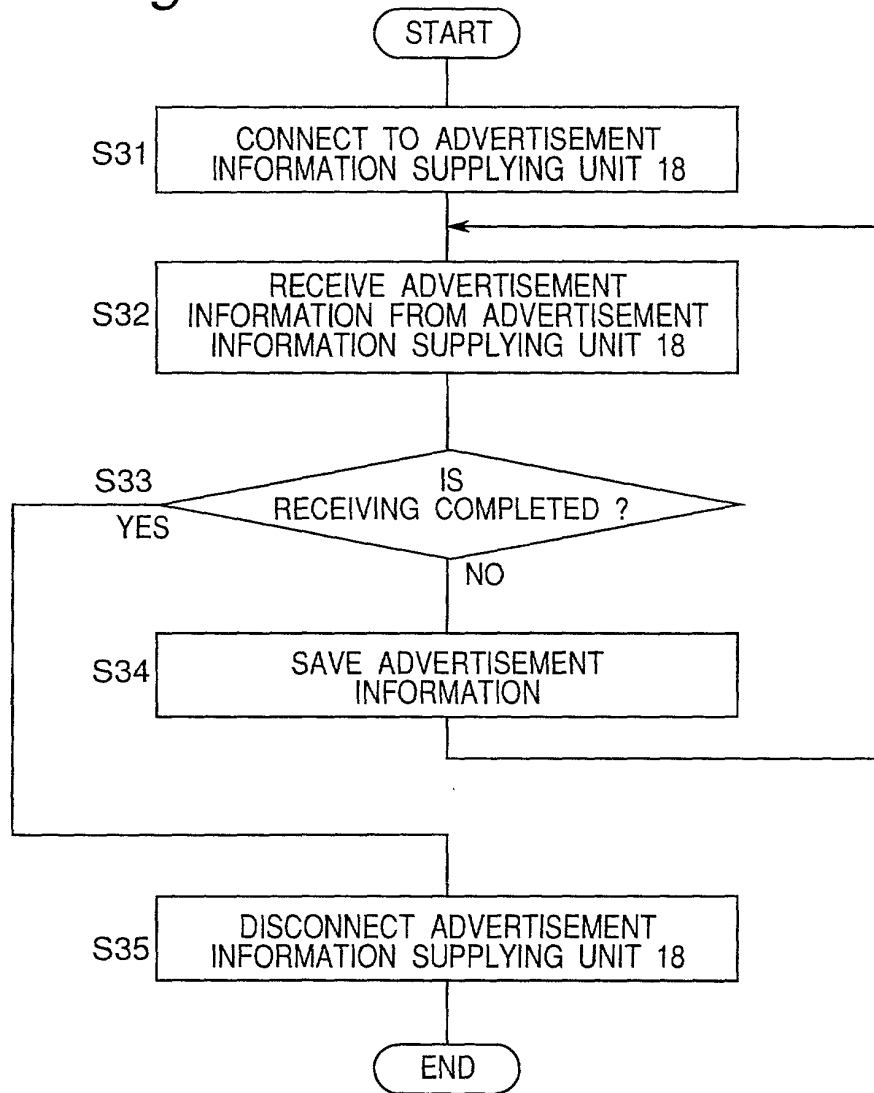 START
S31
CONNECT TO ADVERTISEMENT
INFORMATION SUPPLYING UNIT 18
S32
RECEIVE ADVERTISEMENT
INFORMATION FROM ADVERTISEMENT
INFORMATION SUPPLYING UNIT 18
S33
IS
RECEIVING COMPLETED ?
YES
NO
S34
SAVE ADVERTISEMENT
INFORMATION
S35
DISCONNECT ADVERTISEMENT
INFORMATION SUPPLYING UNIT 18
END